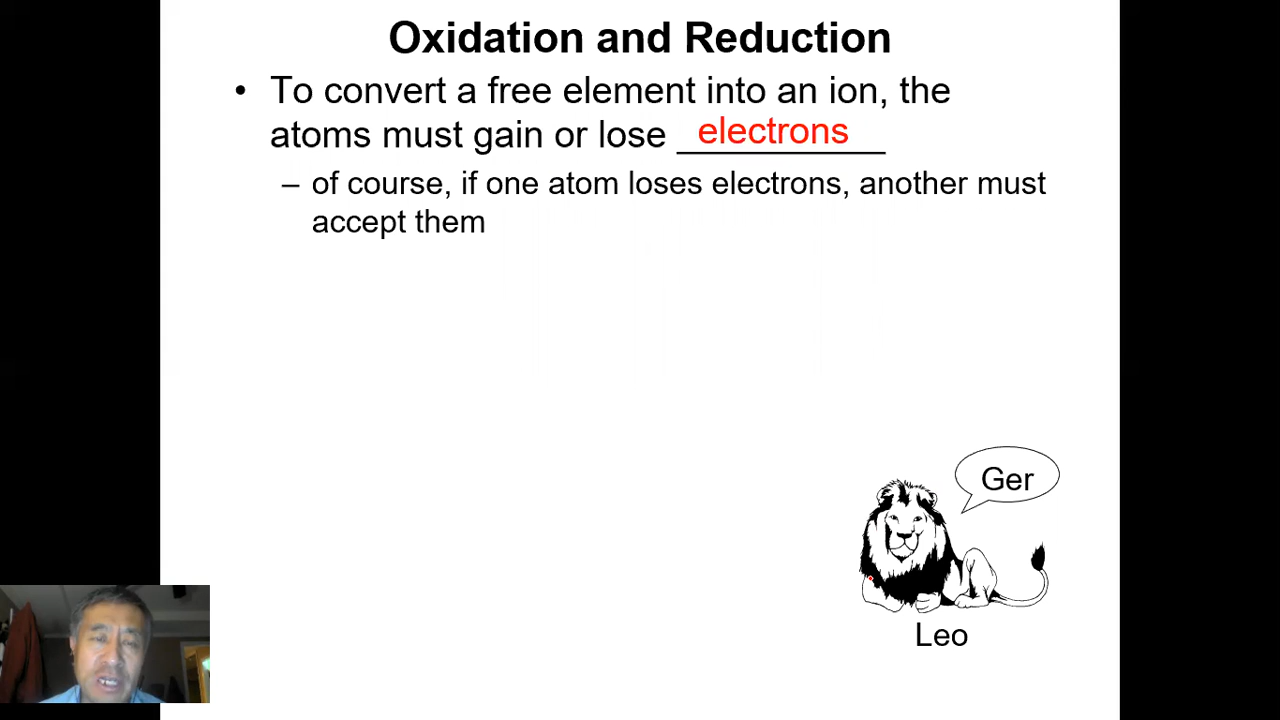 Oxidation and Reduction
• To convert a free element into an ion, the
atoms must gain or lose electrons
– of course, if one atom loses electrons, another must
accept them
Ger
Leo